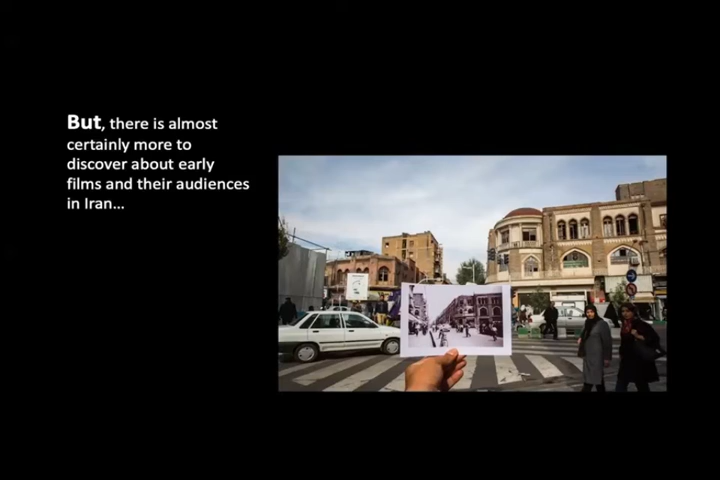 But, there is almost
certainly more to
discover about early
films and their audiences
in Iran...